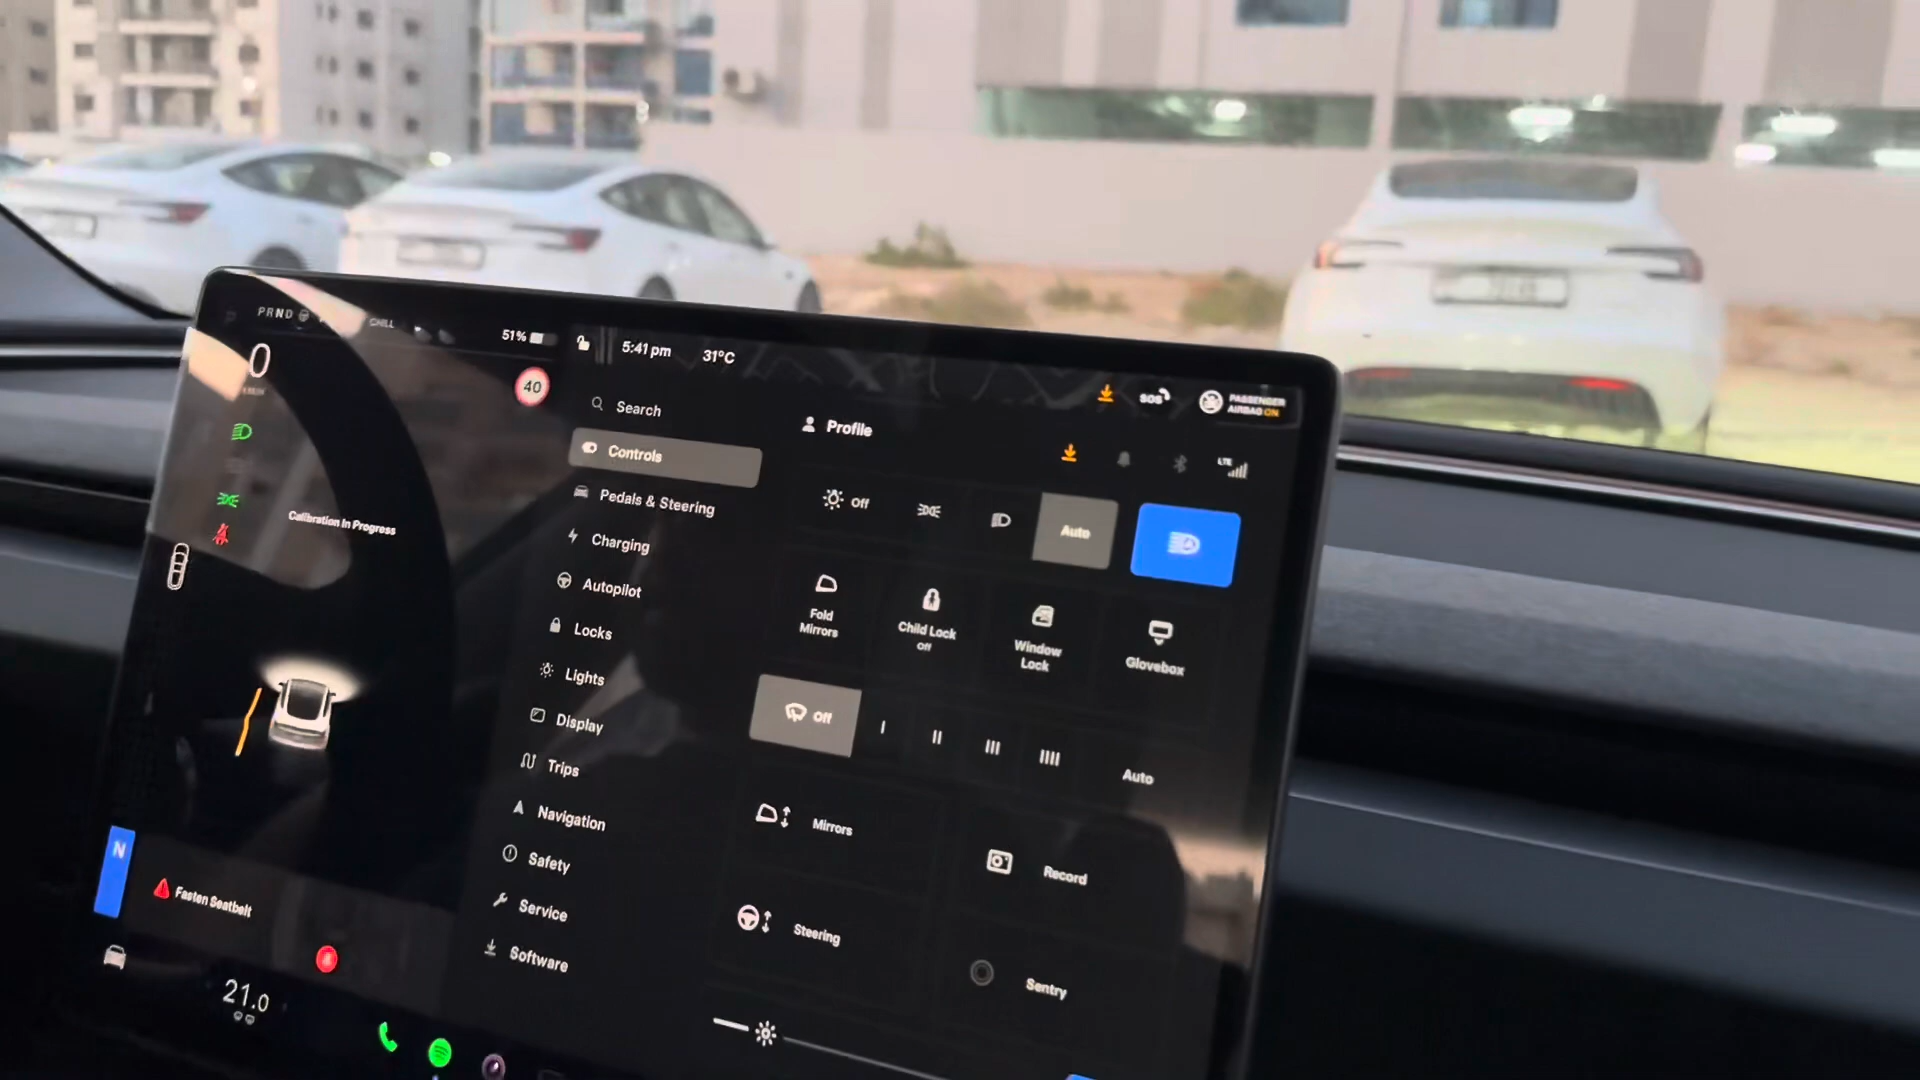 PRND
CHILL
51%
5:41 pm
31°C
0
40
SOS
PASSENGER
AIRBAG ON
Search
Profile
Controls
LTE
Off
Auto
Pedals & Steering
Charging
Calibration In Progress
Autopilot
Fold
Mirrors
Child Lock
Off
Window
Lock
Glovebox
Locks
Lights
Off
I
II
III
IIII
Auto
Display
Trips
Navigation
Mirrors
Record
Safety
N
Fasten Seatbelt
Service
Steering
Software
Sentry
21.0